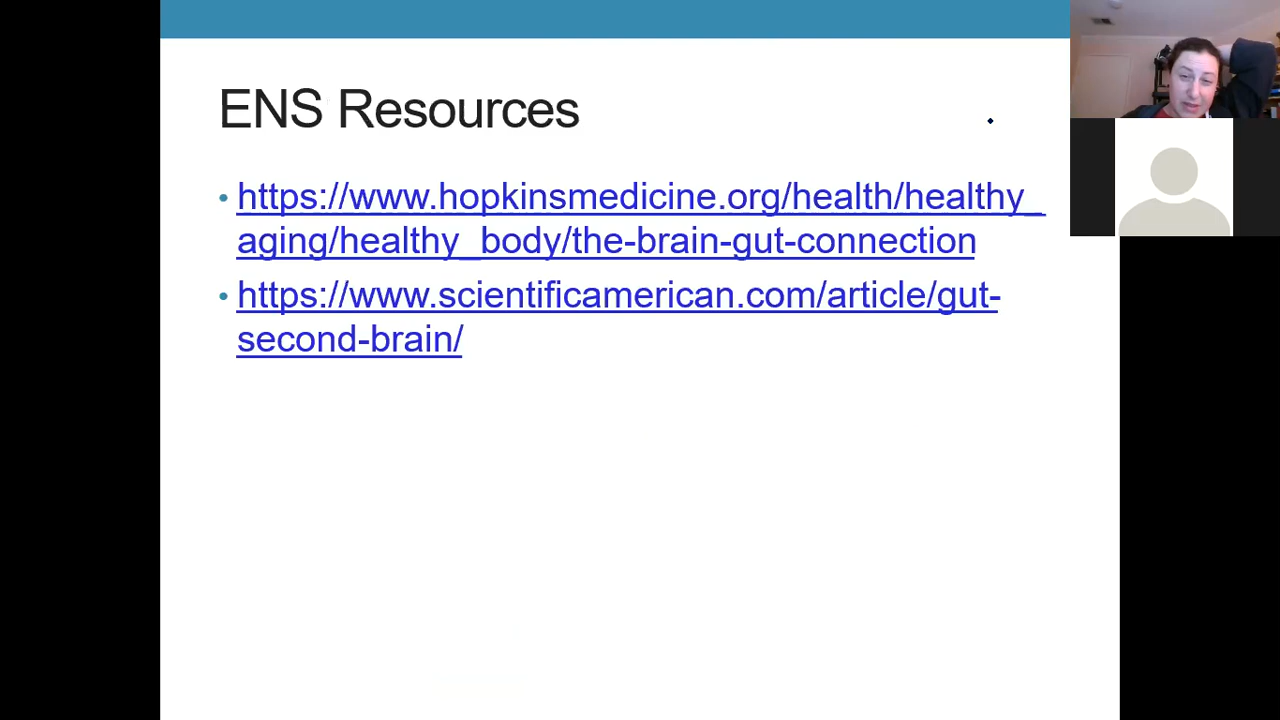 ENS Resources
• https://www.hopkinsmedicine.org/health/healthy_
aging/healthy_body/the-brain-gut-connection
• https://www.scientificamerican.com/article/gut-
second-brain/